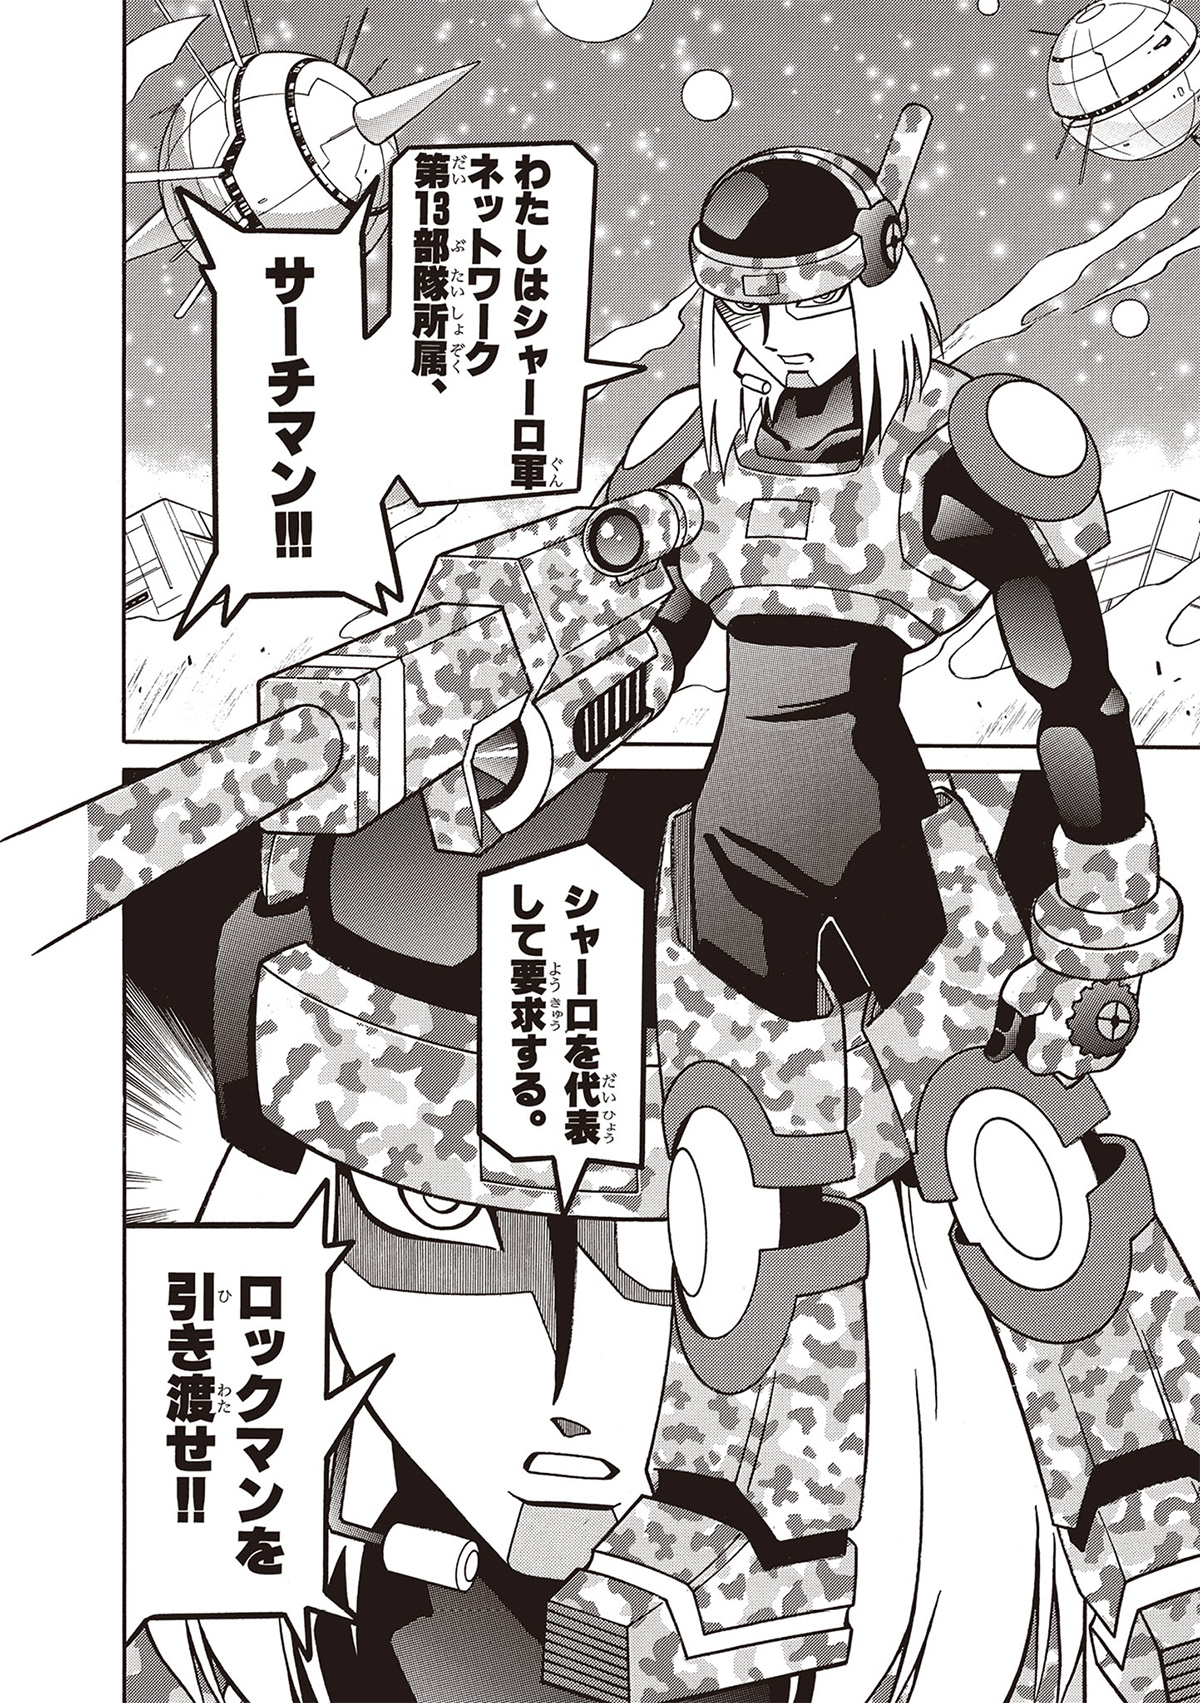 わたしはシャーロ軍
ネットワーク
第13部隊所属、
サーチマン!!!
シャーロを代表
して要求する。
ロックマンを
引き渡せ!!